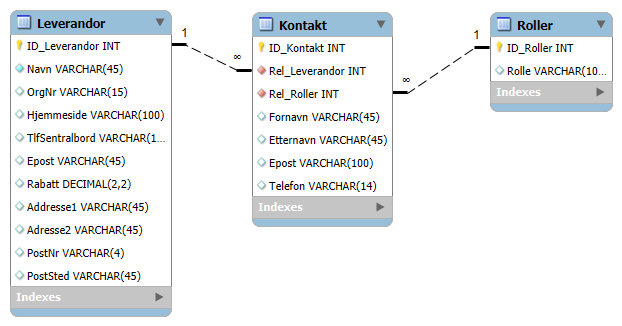 Leverandor
ID_Leverandor INT
Navn VARCHAR(45)
OrgNr VARCHAR(15)
Hjemmeside VARCHAR(100)
TlfSentralbord VARCHAR(1...
Epost VARCHAR(45)
Rabatt DECIMAL(2,2)
Addresse1 VARCHAR(45)
Adresse2 VARCHAR(45)
PostNr VARCHAR(4)
PostSted VARCHAR(45)
Indexes
1
∞
Kontakt
ID_Kontakt INT
Rel_Leverandor INT
Rel_Roller INT
Fornavn VARCHAR(45)
Etternavn VARCHAR(45)
Epost VARCHAR(100)
Telefon VARCHAR(14)
Indexes
∞
1
Roller
ID_Roller INT
Rolle VARCHAR(10...
Indexes